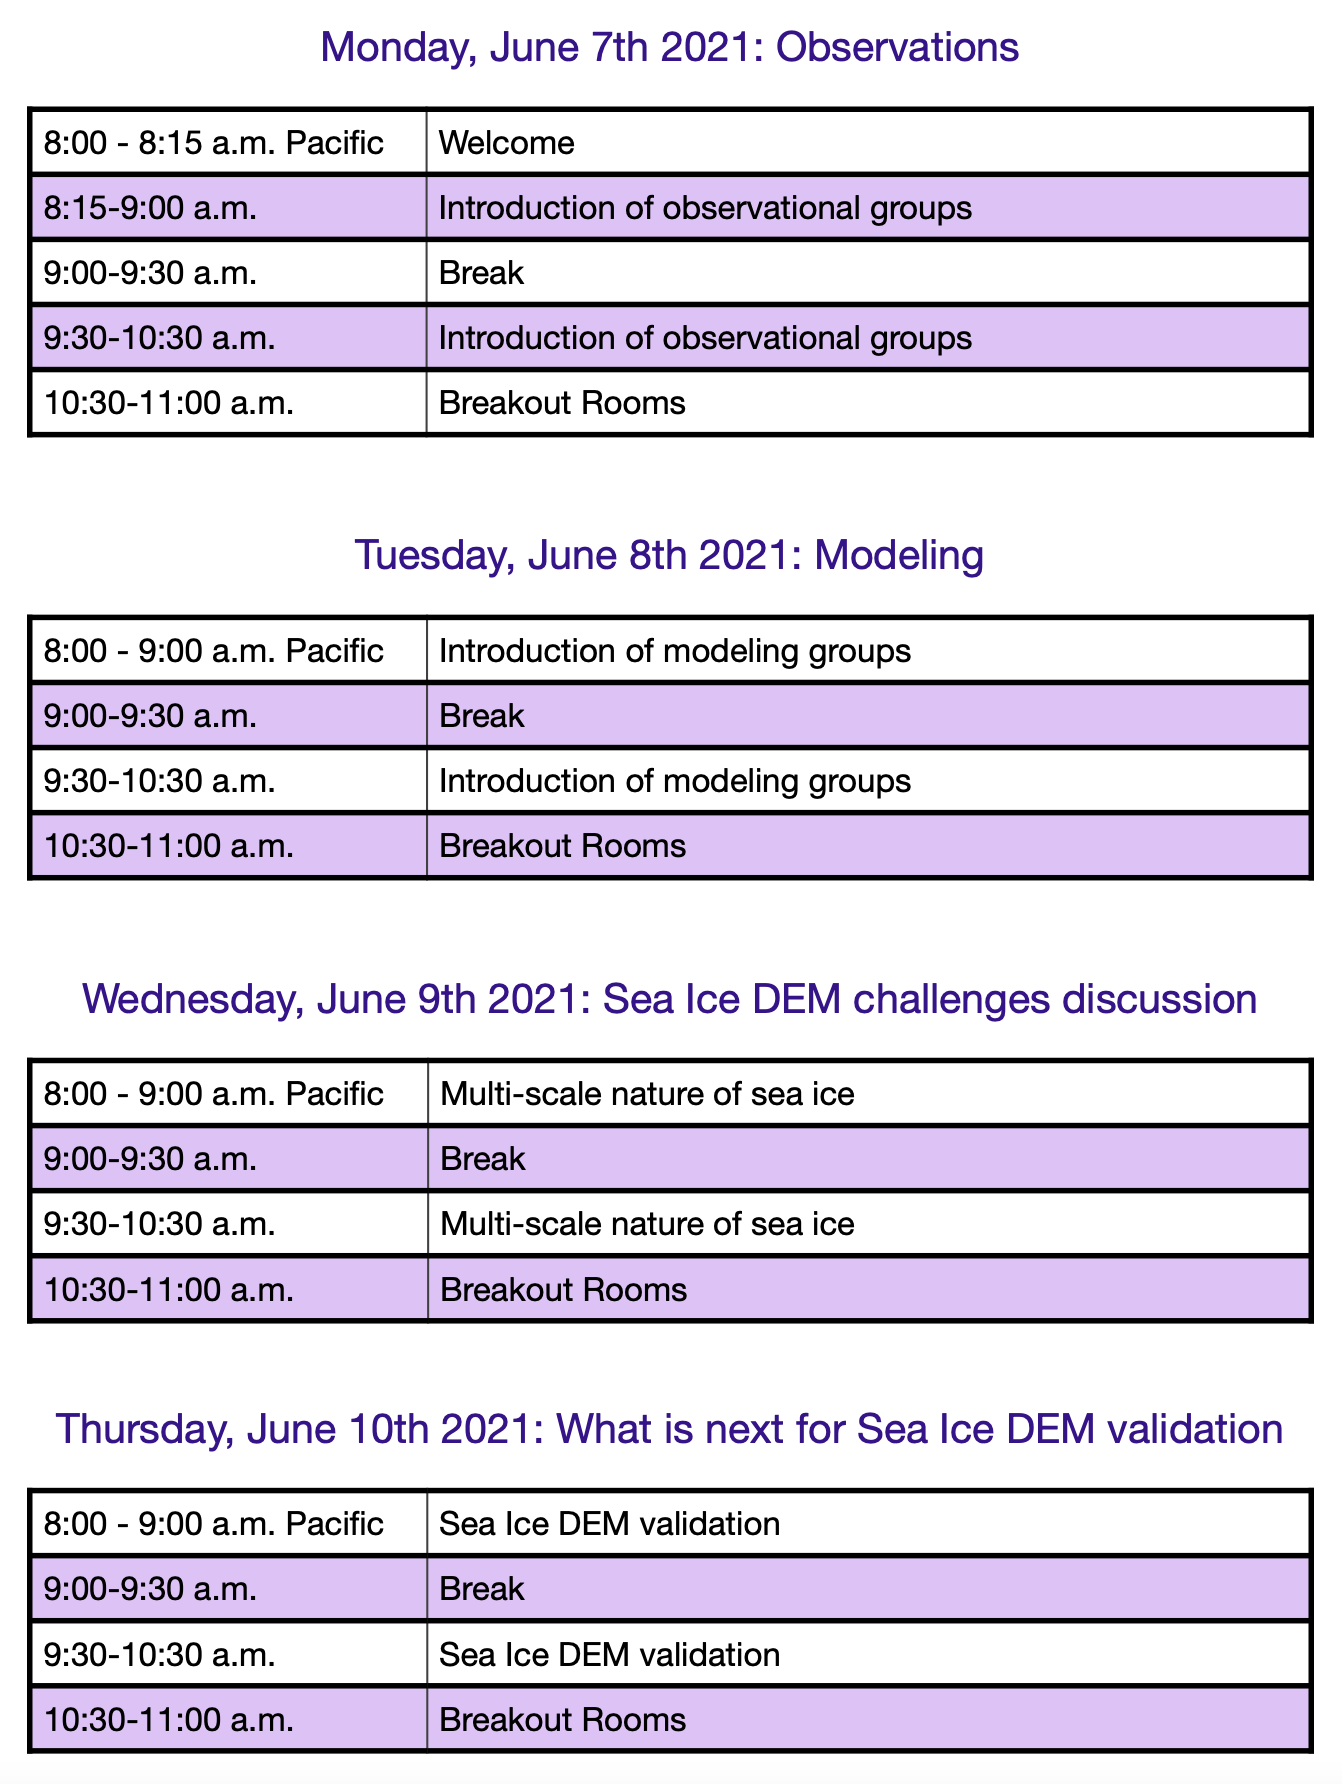 Monday, June 7th 2021: Observations
8:00 - 8:15 a.m. Pacific Welcome
8:15-9:00 a.m. Introduction of observational groups
9:00-9:30 a.m. Break
9:30-10:30 a.m. Introduction of observational groups
10:30-11:00 a.m. Breakout Rooms
Tuesday, June 8th 2021: Modeling
8:00 - 9:00 a.m. Pacific Introduction of modeling groups
9:00-9:30 a.m. Break
9:30-10:30 a.m. Introduction of modeling groups
10:30-11:00 a.m. Breakout Rooms
Wednesday, June 9th 2021: Sea Ice DEM challenges discussion
8:00 - 9:00 a.m. Pacific Multi-scale nature of sea ice
9:00-9:30 a.m. Break
9:30-10:30 a.m. Multi-scale nature of sea ice
10:30-11:00 a.m. Breakout Rooms
Thursday, June 10th 2021: What is next for Sea Ice DEM validation
8:00 - 9:00 a.m. Pacific Sea Ice DEM validation
9:00-9:30 a.m. Break
9:30-10:30 a.m. Sea Ice DEM validation
10:30-11:00 a.m. Breakout Rooms